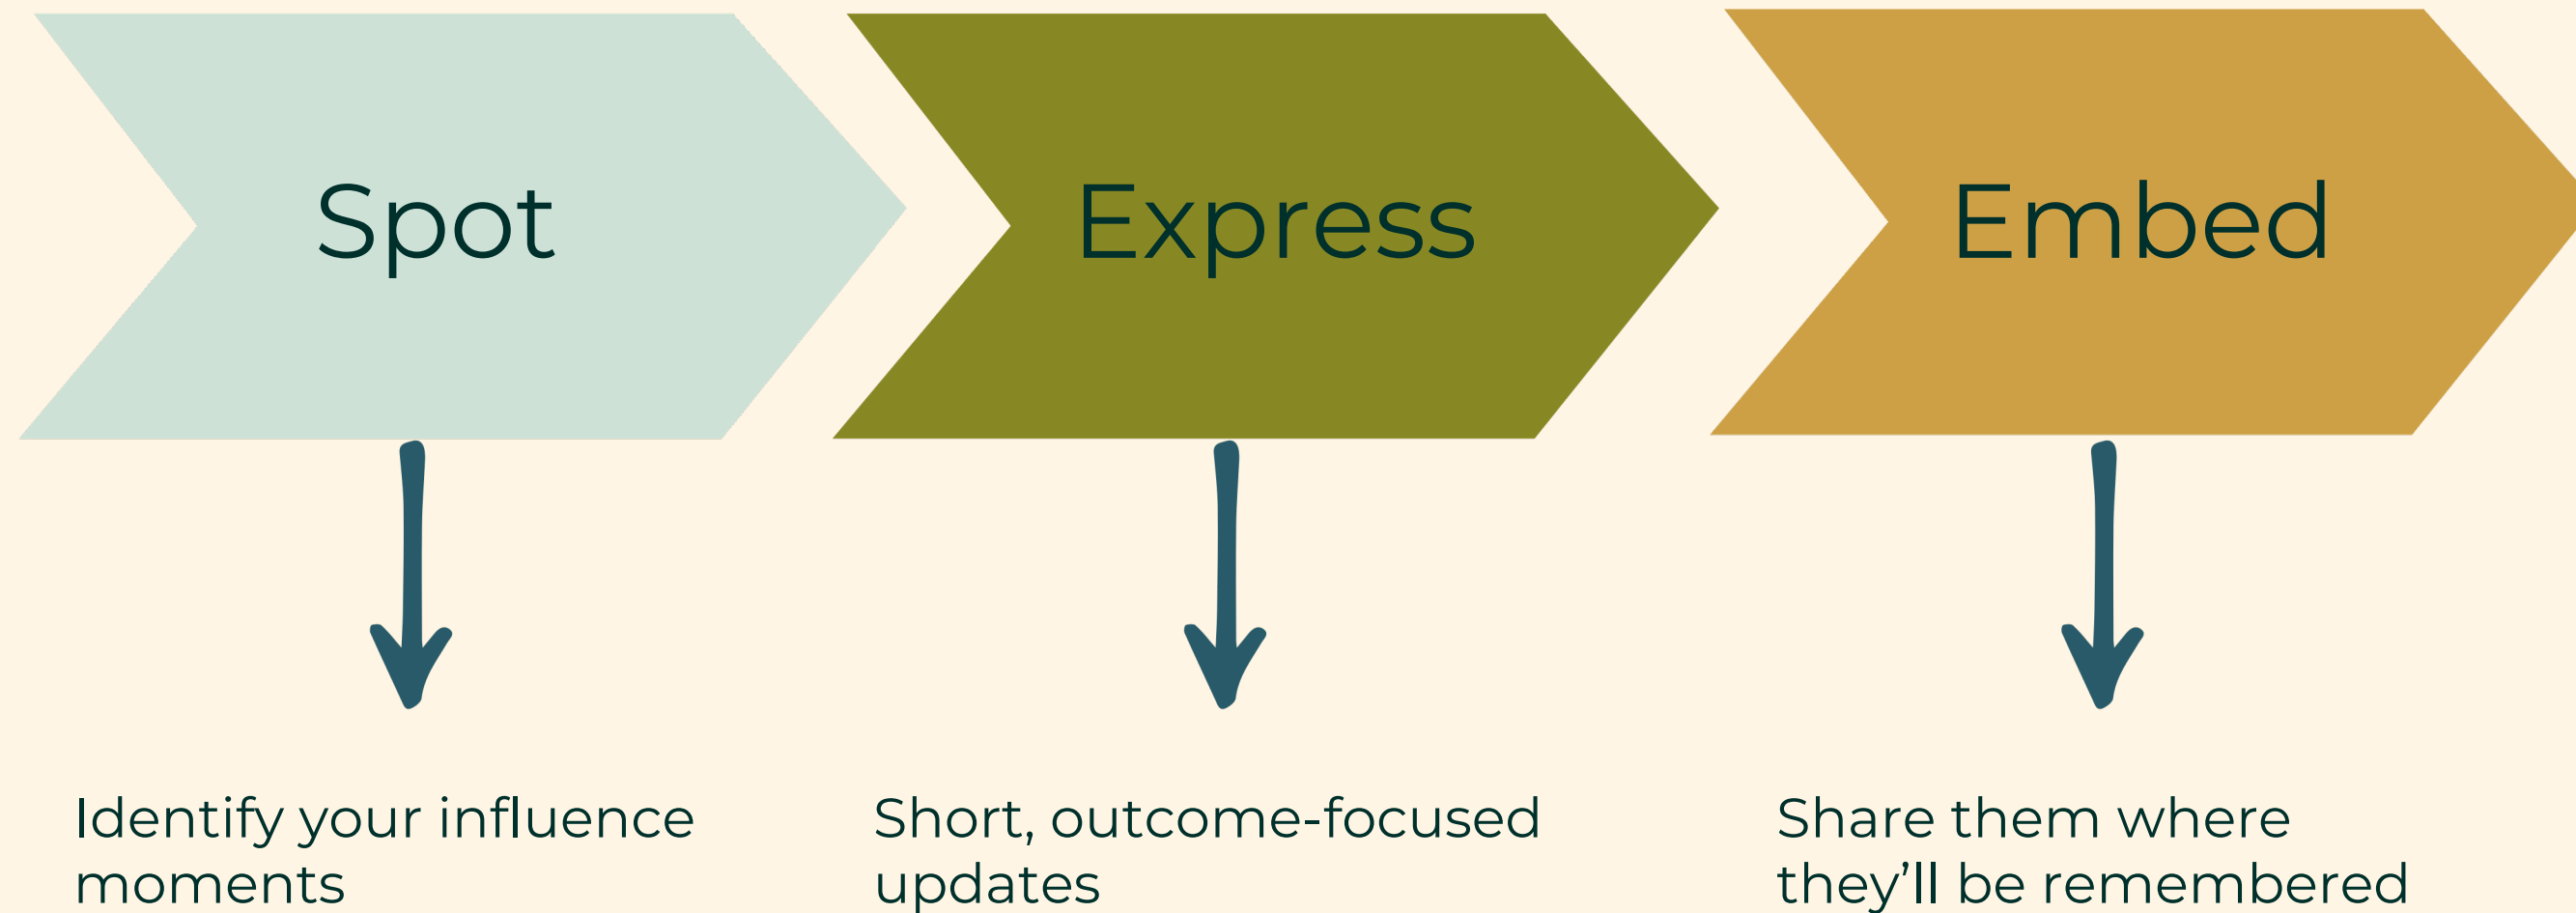 Spot
Express
Embed
Identify your influence
moments
Short, outcome-focused
updates
Share them where
they’ll be remembered